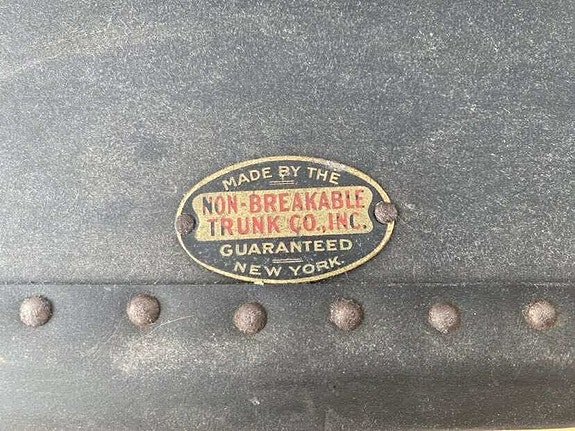 MADE BY THE
NON-BREAKABLE
TRUNK CO., INC.
GUARANTEED
NEW YORK.